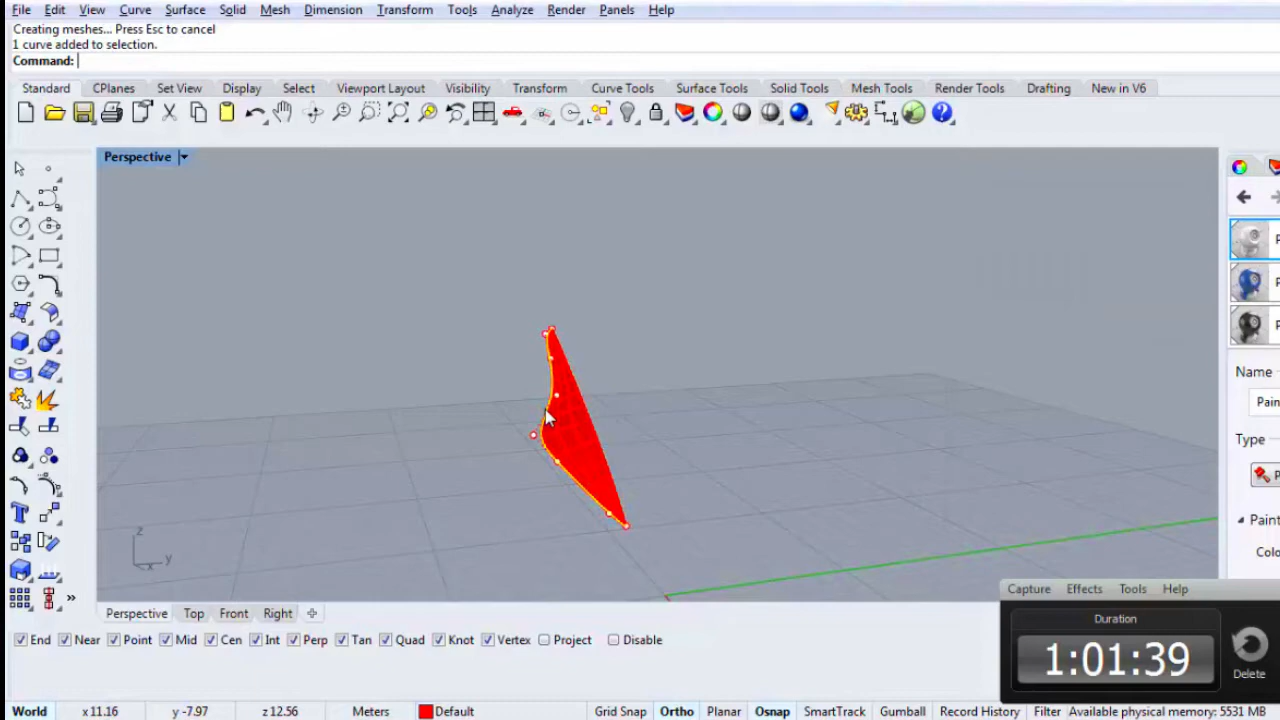 File Edit View Curve Surface Solid Mesh Dimension Transform Tools Analyze Render Panels Help
Creating meshes... Press Esc to cancel
1 curve added to selection.
Command:
Standard CPlanes Set View Display Select Viewport Layout Visibility Transform Curve Tools Surface Tools Solid Tools Mesh Tools Render Tools Drafting New in V6
Perspective
P
P
P
Name
Pain
Type
P
Pain
Colo
z
y
x
Capture Effects Tools Help
Duration
1:01:39
Delete
Perspective Top Front Right
End Near Point Mid Cen Int Perp Tan Quad Knot Vertex Project Disable
World x 11.16 y -7.97 z 12.56 Meters Default Grid Snap Ortho Planar Osnap SmartTrack Gumball Record History Filter Available physical memory: 5531 MB